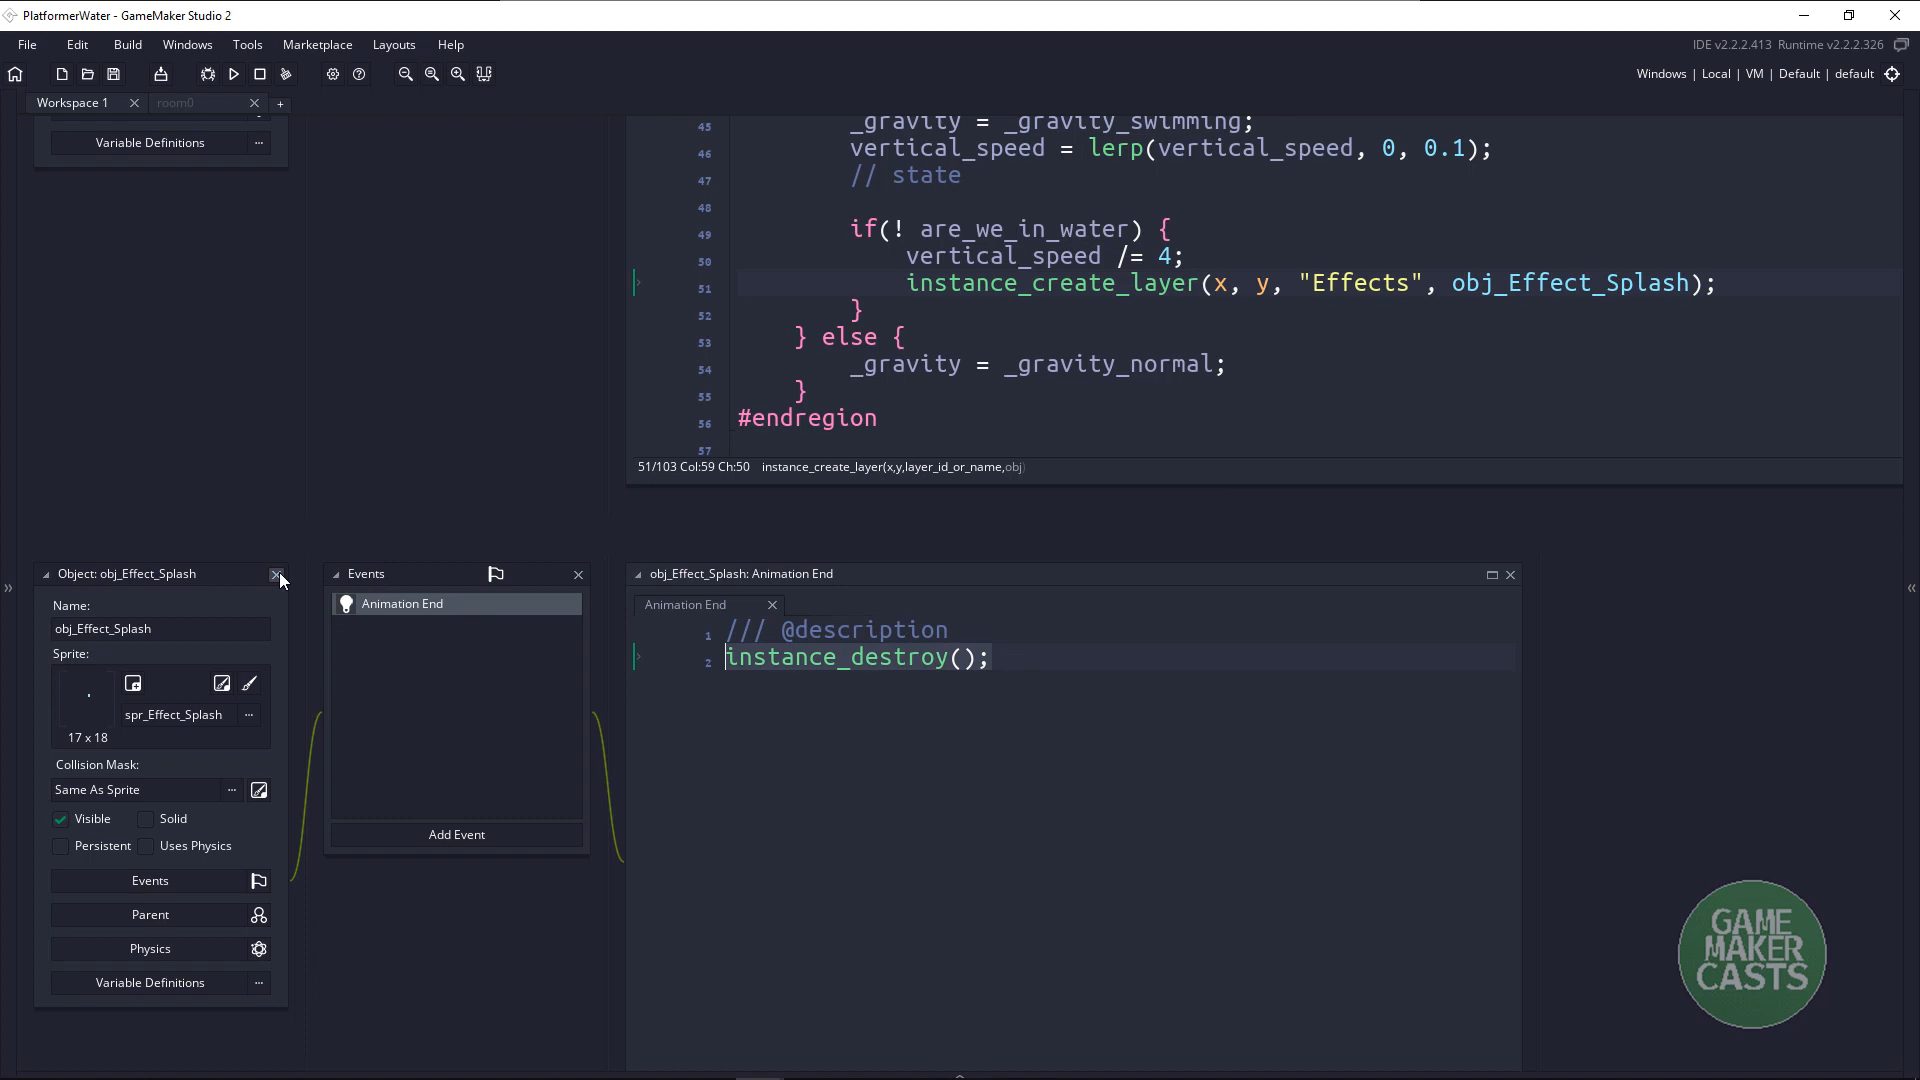 PlatformerWater - GameMaker Studio 2
File Edit Build Windows Tools Marketplace Layouts Help
IDE v2.2.2.413 Runtime v2.2.2.326
Windows | Local | VM | Default | default
Workspace 1
room0
Variable Definitions
45 _gravity = _gravity_swimming;
46 vertical_speed = lerp(vertical_speed, 0, 0.1);
47 // state
48
49 if(! are_we_in_water) {
50 vertical_speed /= 4;
51 instance_create_layer(x, y, "Effects", obj_Effect_Splash);
52 }
53 } else {
54 _gravity = _gravity_normal;
55 }
56 #endregion
57
51/103 Col:59 Ch:50 instance_create_layer(x,y,layer_id_or_name,obj)
Object: obj_Effect_Splash
Name:
obj_Effect_Splash
Sprite:
spr_Effect_Splash
17 x 18
Collision Mask:
Same As Sprite
Visible Solid
Persistent Uses Physics
Events
Parent
Physics
Variable Definitions
Events
Animation End
Add Event
obj_Effect_Splash: Animation End
Animation End
1 /// @description
2 instance_destroy();
GAME
MAKER
CASTS